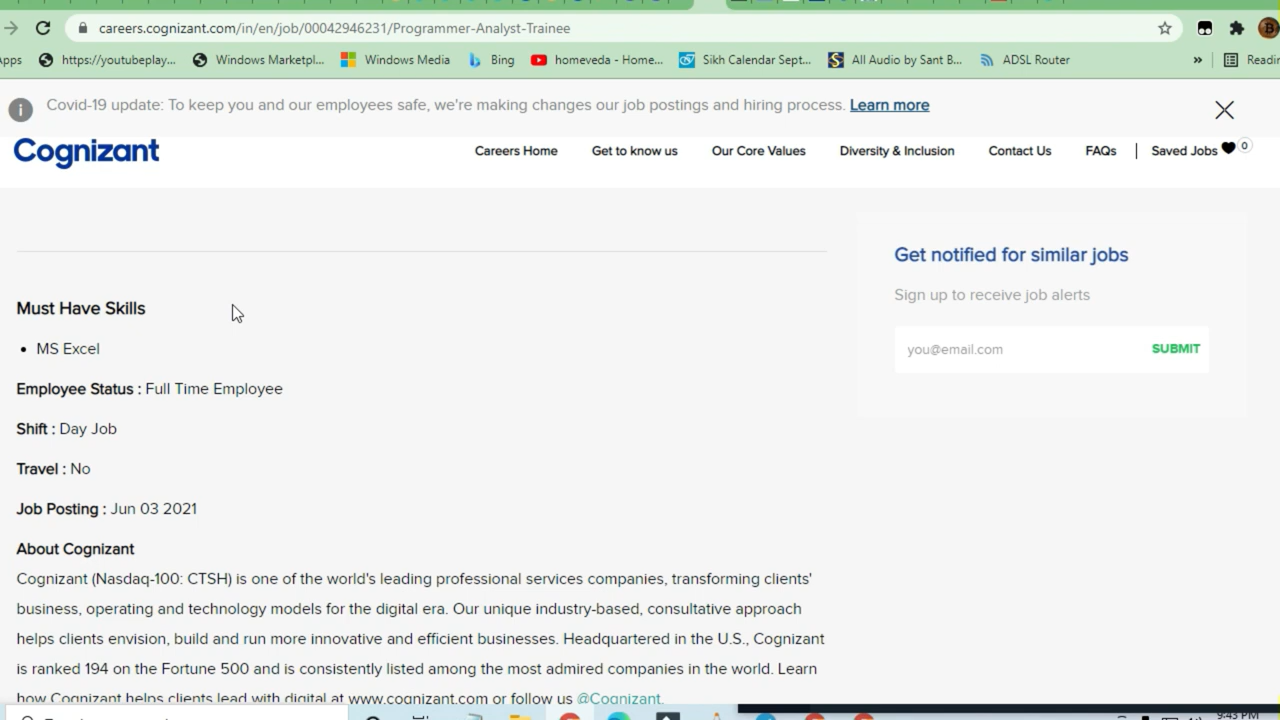 careers.cognizant.com/in/en/job/00042946231/Programmer-Analyst-Trainee
https://youtubeplay... Windows Marketpl... Windows Media Bing homeveda - Home... Sikh Calendar Sept... All Audio by Sant B... ADSL Router »
Covid-19 update: To keep you and our employees safe, we're making changes our job postings and hiring process. Learn more
Cognizant
Careers Home Get to know us Our Core Values Diversity & Inclusion Contact Us FAQs | Saved Jobs 0
Get notified for similar jobs
Sign up to receive job alerts
you@email.com SUBMIT
Must Have Skills
• MS Excel
Employee Status : Full Time Employee
Shift : Day Job
Travel : No
Job Posting : Jun 03 2021
About Cognizant
Cognizant (Nasdaq-100: CTSH) is one of the world's leading professional services companies, transforming clients'
business, operating and technology models for the digital era. Our unique industry-based, consultative approach
helps clients envision, build and run more innovative and efficient businesses. Headquartered in the U.S., Cognizant
is ranked 194 on the Fortune 500 and is consistently listed among the most admired companies in the world. Learn
how Cognizant helps clients lead with digital at www.cognizant.com or follow us @Cognizant.
9:43 PM